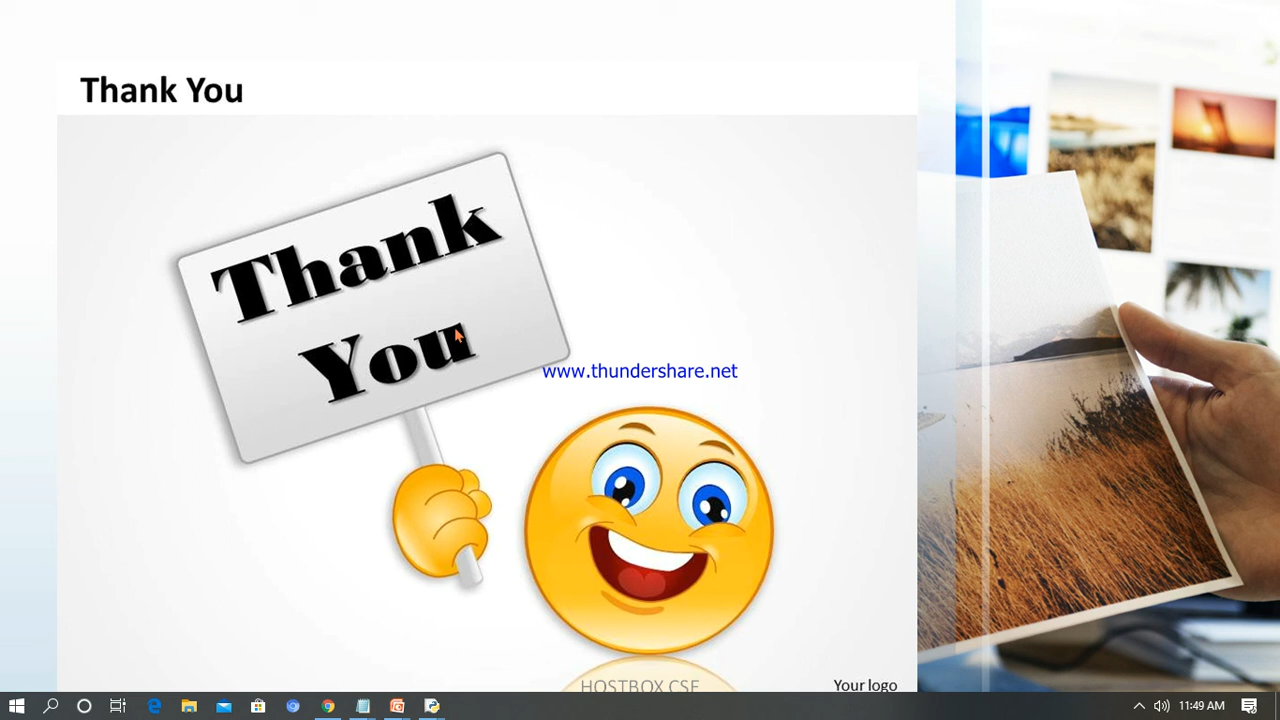 Thank You
Thank
You
www.thundershare.net
HOSTBOX CSE
Your logo
11:49 AM